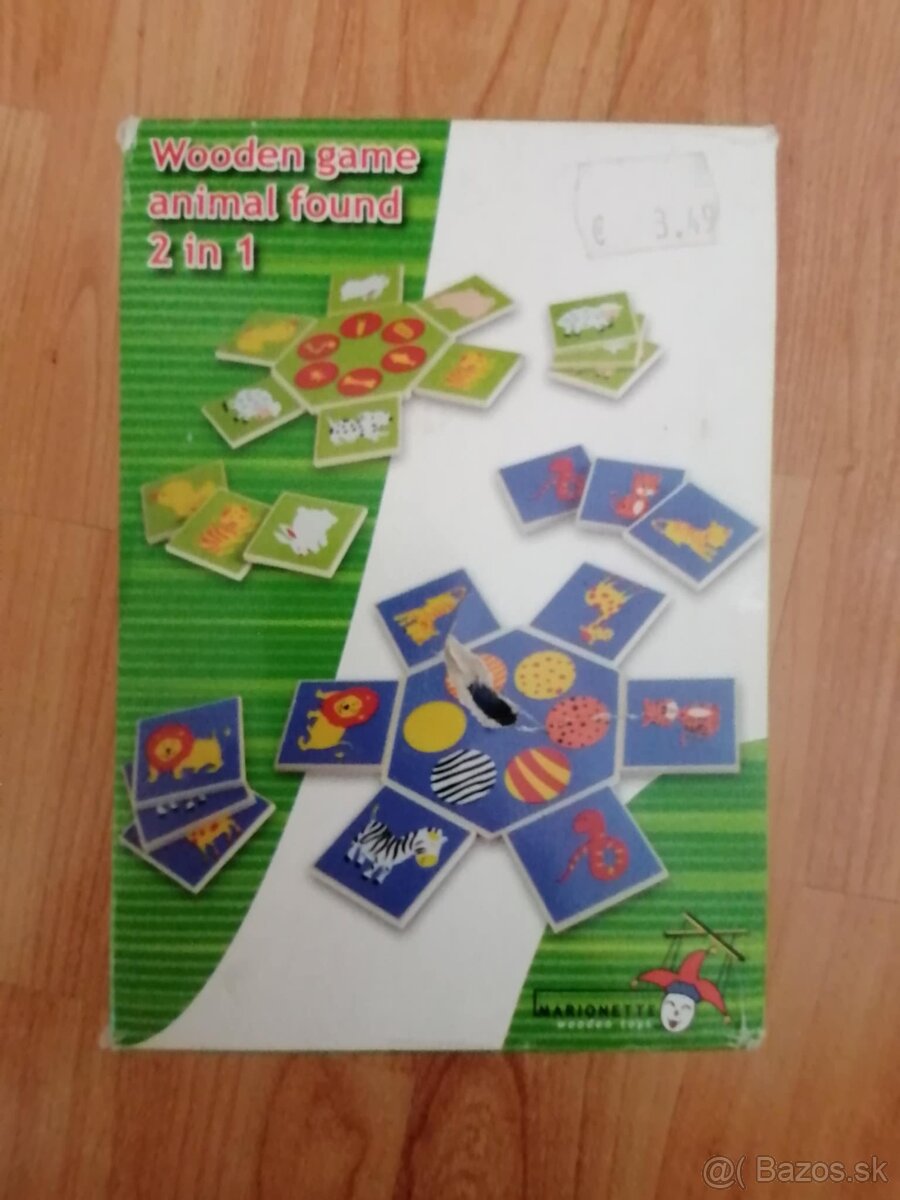 Wooden game
animal found
2 in 1
€ 3.49
MARIONETTE
wooden toys
@( Bazos.sk